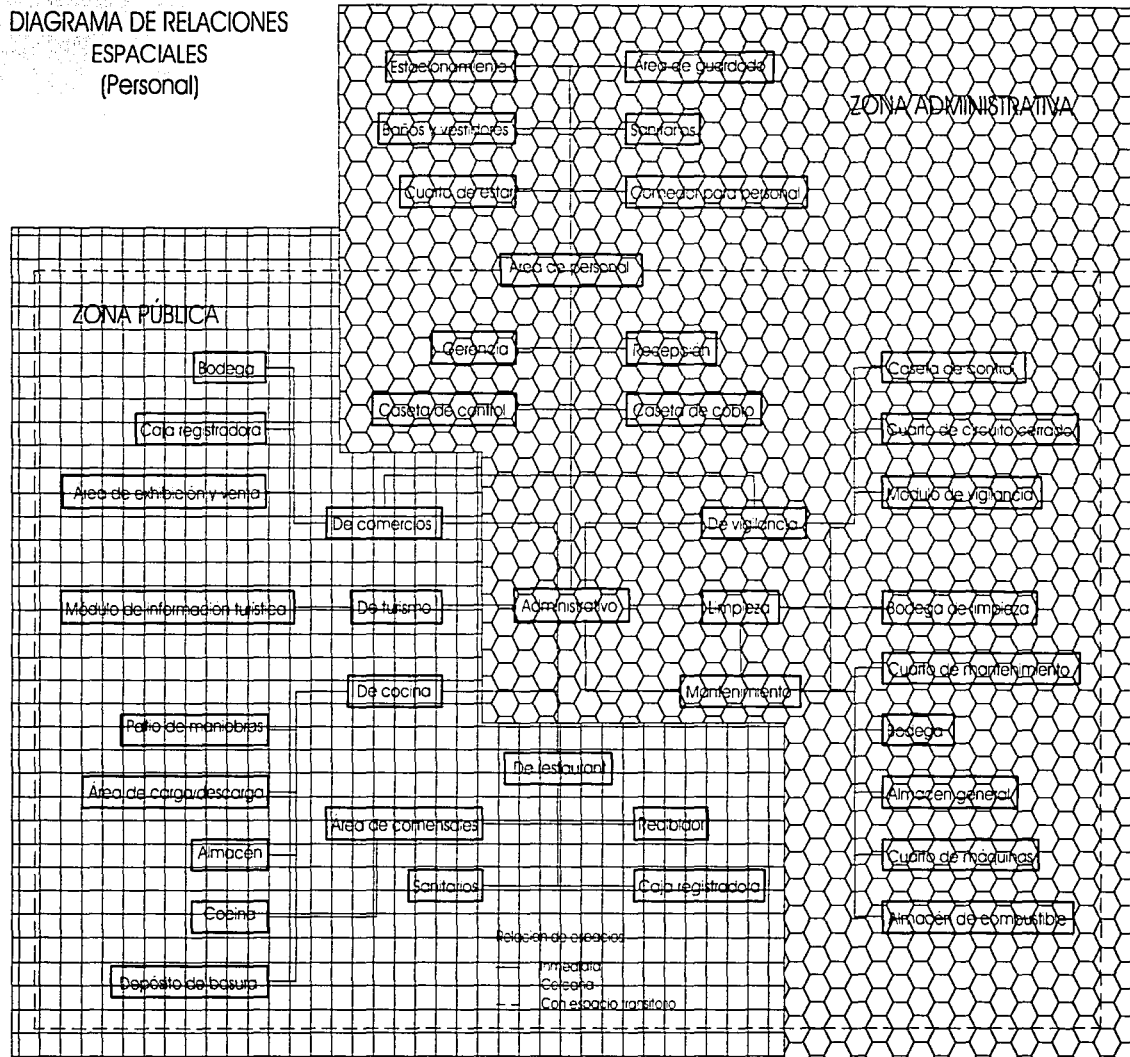 DIAGRAMA DE RELACIONES
ESPACIALES
(Personal)
ZONA ADMINISTRATIVA
Estacionamiento
Área de guardado
Baños y vestidores
Sanitarios
Cuarto de estar
Comedor para personal
Área de personal
ZONA PÚBLICA
Gerencia
Recepción
Bodega
Caseta de control
Caseta de control
Caseta de cobro
Caja registradora
Cuarto de circuito cerrado
Área de exhibición y venta
Módulo de vigilancia
De comercios
De vigilancia
Módulo de información turística
De turismo
Administrativo
Limpieza
Bodega de limpieza
De cocina
Mantenimiento
Cuarto de mantenimiento
Patio de maniobras
Bodega
De restaurant
Área de carga/descarga
Almacén general
Área de comensales
Recibidor
Almacén
Cuarto de máquinas
Sanitarios
Caja registradora
Cocina
Almacén de combustible
Relación de espacios
Inmediata
Cercana
Con espacio transitorio
Depósito de basura